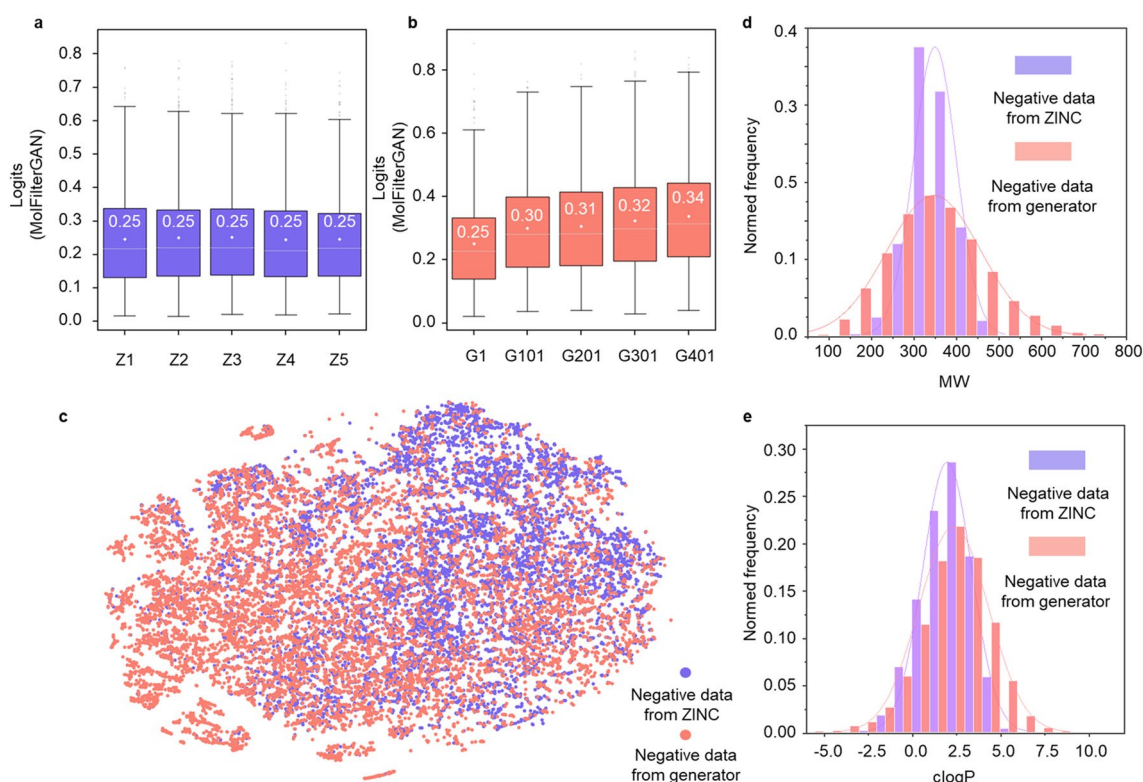 a
Logits
(MolFilterGAN)
0.8
0.7
0.6
0.5
0.4
0.3
0.2
0.1
0.0
0.25 0.25 0.25 0.25 0.25
Z1 Z2 Z3 Z4 Z5
b
Logits
(MolFilterGAN)
0.8
0.6
0.4
0.2
0.0
0.25 0.30 0.31 0.32 0.34
G1 G101 G201 G301 G401
d
Normed frequency
0.4
0.3
0.5
0.1
0.0
Negative data
from ZINC
Negative data
from generator
100 200 300 400 500 600 700 800
MW
c
Negative data
from ZINC
Negative data
from generator
e
Normed frequency
0.30
0.25
0.20
0.15
0.10
0.05
0.00
Negative data
from ZINC
Negative data
from generator
-5.0 -2.5 0.0 2.5 5.0 7.5 10.0
clogP